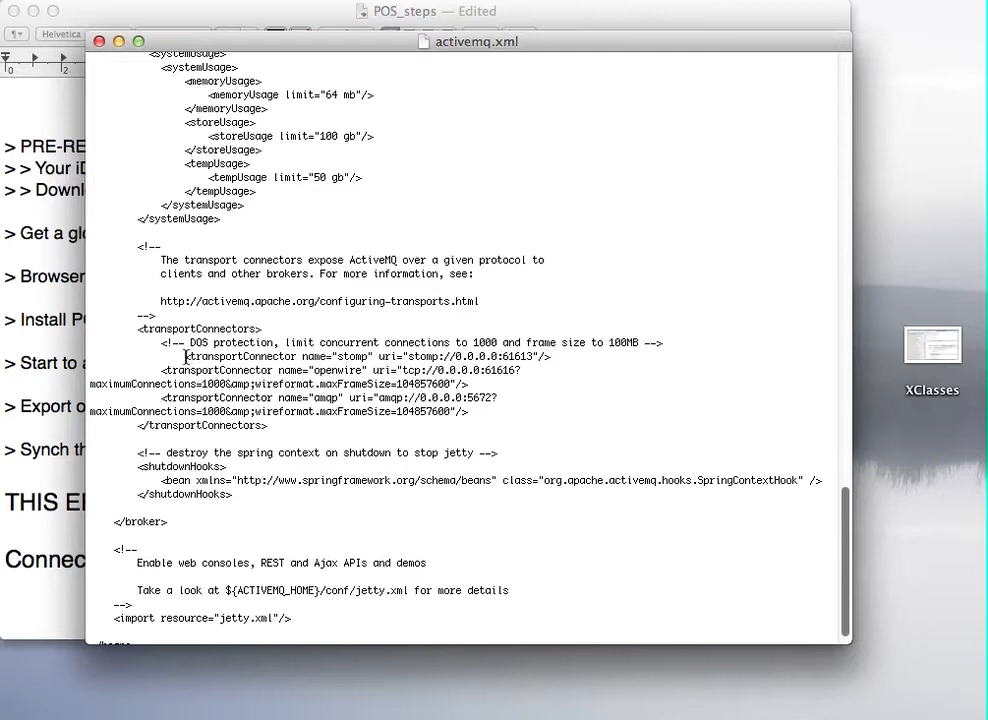 POS_steps — Edited
Helvetica
0
2
activemq.xml
<systemUsage>
<systemUsage>
<memoryUsage>
<memoryUsage limit="64 mb"/>
</memoryUsage>
<storeUsage>
<storeUsage limit="100 gb"/>
</storeUsage>
<tempUsage>
<tempUsage limit="50 gb"/>
</tempUsage>
</systemUsage>
</systemUsage>
<!--
The transport connectors expose ActiveMQ over a given protocol to
clients and other brokers. For more information, see:
http://activemq.apache.org/configuring-transports.html
-->
<transportConnectors>
<!-- DOS protection, limit concurrent connections to 1000 and frame size to 100MB -->
<transportConnector name="stomp" uri="stomp://0.0.0.0:61613"/>
<transportConnector name="openwire" uri="tcp://0.0.0.0:61616?
maximumConnections=1000&amp;wireformat.maxFrameSize=104857600"/>
<transportConnector name="amqp" uri="amqp://0.0.0.0:5672?
maximumConnections=1000&amp;wireformat.maxFrameSize=104857600"/>
</transportConnectors>
<!-- destroy the spring context on shutdown to stop jetty -->
<shutdownHooks>
<bean xmlns="http://www.springframework.org/schema/beans" class="org.apache.activemq.hooks.SpringContextHook" />
</shutdownHooks>
</broker>
<!--
Enable web consoles, REST and Ajax APIs and demos
Take a look at ${ACTIVEMQ_HOME}/conf/jetty.xml for more details
-->
<import resource="jetty.xml"/>
> PRE-RE
> > Your iD
> > Downl
> Get a gl
> Browser
> Install P
> Start to a
> Export o
> Synch th
THIS E
Connec
XClasses